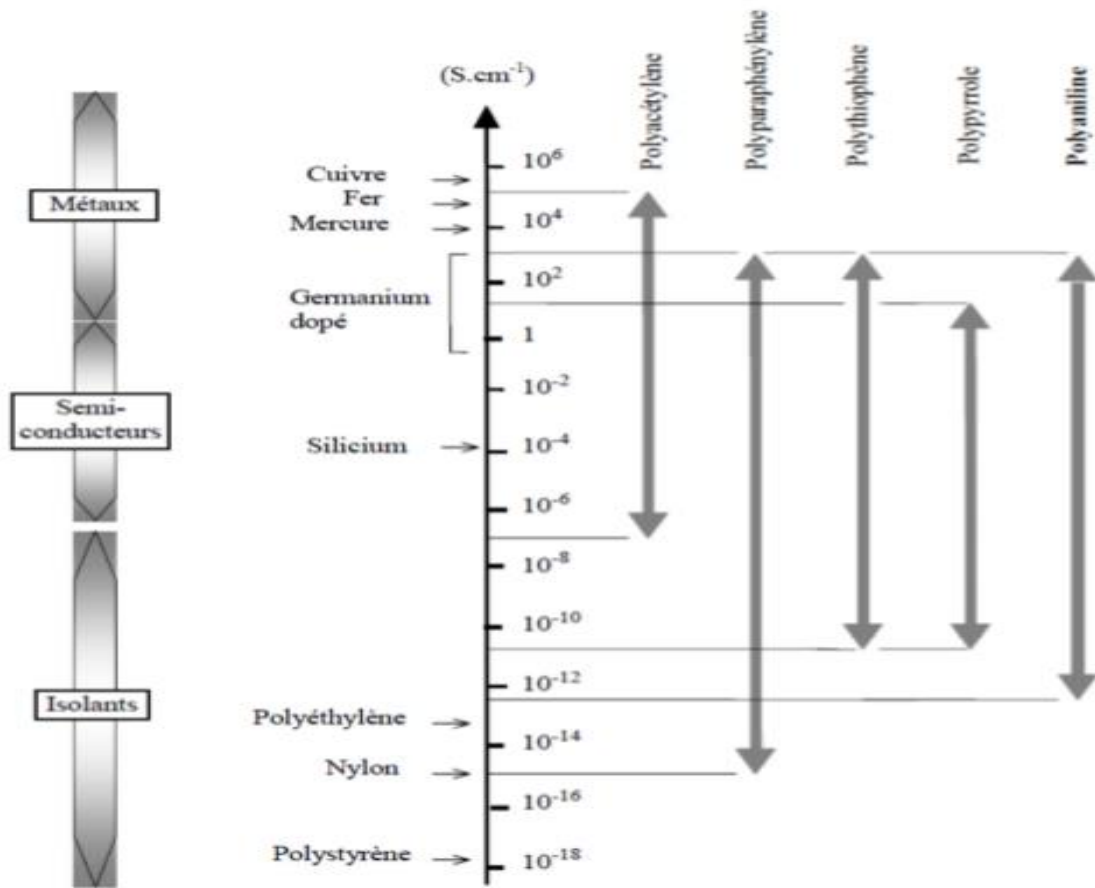 (S.cm⁻¹)
Polyacétylène
Polyparaphénylène
Polythiophène
Polypyrrole
Polyaniline
Métaux
Semi-
conducteurs
Isolants
Cuivre
Fer
Mercure
Germanium
dopé
Silicium
Polyéthylène
Nylon
Polystyrène
10⁶
10⁴
10²
1
10⁻²
10⁻⁴
10⁻⁶
10⁻⁸
10⁻¹⁰
10⁻¹²
10⁻¹⁴
10⁻¹⁶
10⁻¹⁸